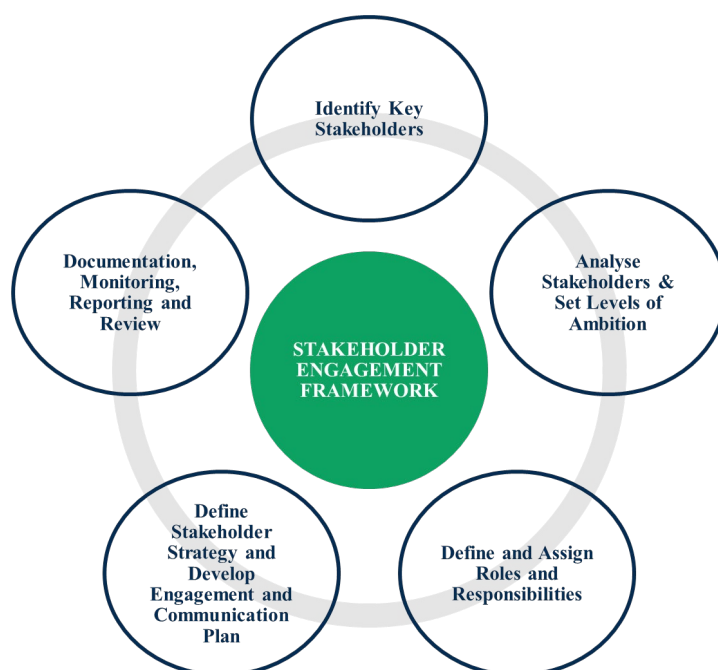 Identify Key
Stakeholders
Analyse
Stakeholders &
Set Levels of
Ambition
Define and Assign
Roles and
Responsibilities
Define
Stakeholder
Strategy and
Develop
Engagement and
Communication
Plan
Documentation,
Monitoring,
Reporting and
Review
STAKEHOLDER
ENGAGEMENT
FRAMEWORK